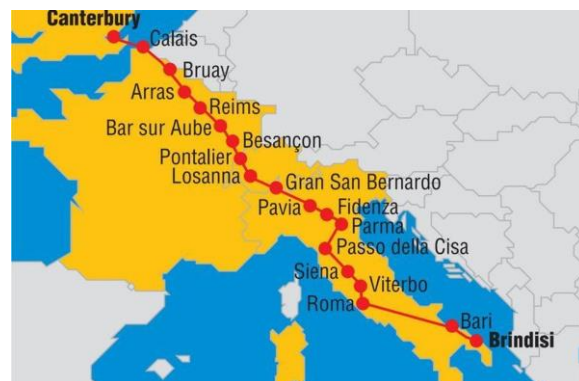 Canterbury
Calais
Bruay
Arras
Reims
Bar sur Aube
Besançon
Pontalier
Losanna
Gran San Bernardo
Pavia
Fidenza
Parma
Passo della Cisa
Siena
Viterbo
Roma
Bari
Brindisi